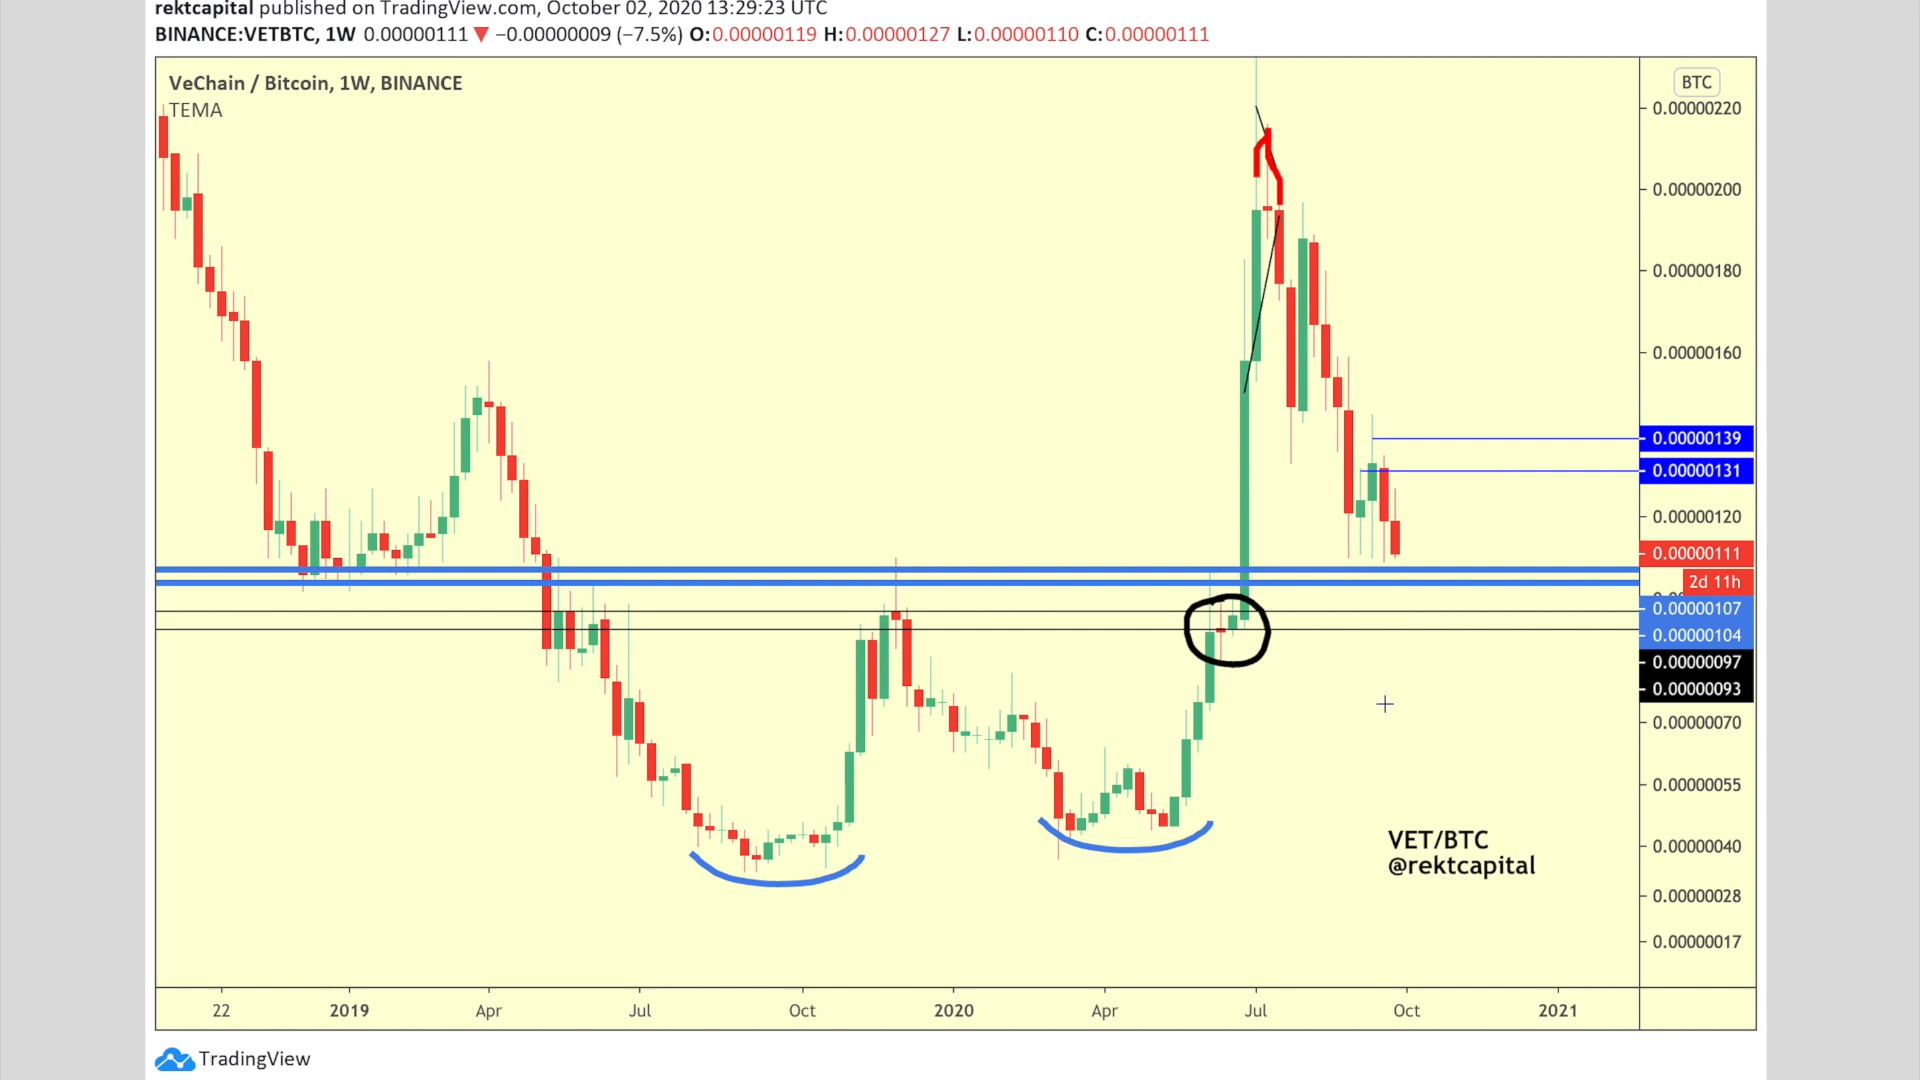 rektcapital published on TradingView.com, October 02, 2020 13:29:23 UTC
BINANCE:VETBTC, 1W 0.00000111 ▼ −0.00000009 (−7.5%) O:0.00000119 H:0.00000127 L:0.00000110 C:0.00000111
VeChain / Bitcoin, 1W, BINANCE
TEMA
BTC
0.00000220
0.00000200
0.00000180
0.00000160
0.00000139
0.00000131
0.00000120
0.00000111
2d 11h
0.00000107
0.00000104
0.00000097
0.00000093
0.00000070
0.00000055
0.00000040
0.00000028
0.00000017
VET/BTC
@rektcapital
22 2019 Apr Jul Oct 2020 Apr Jul Oct 2021
TradingView